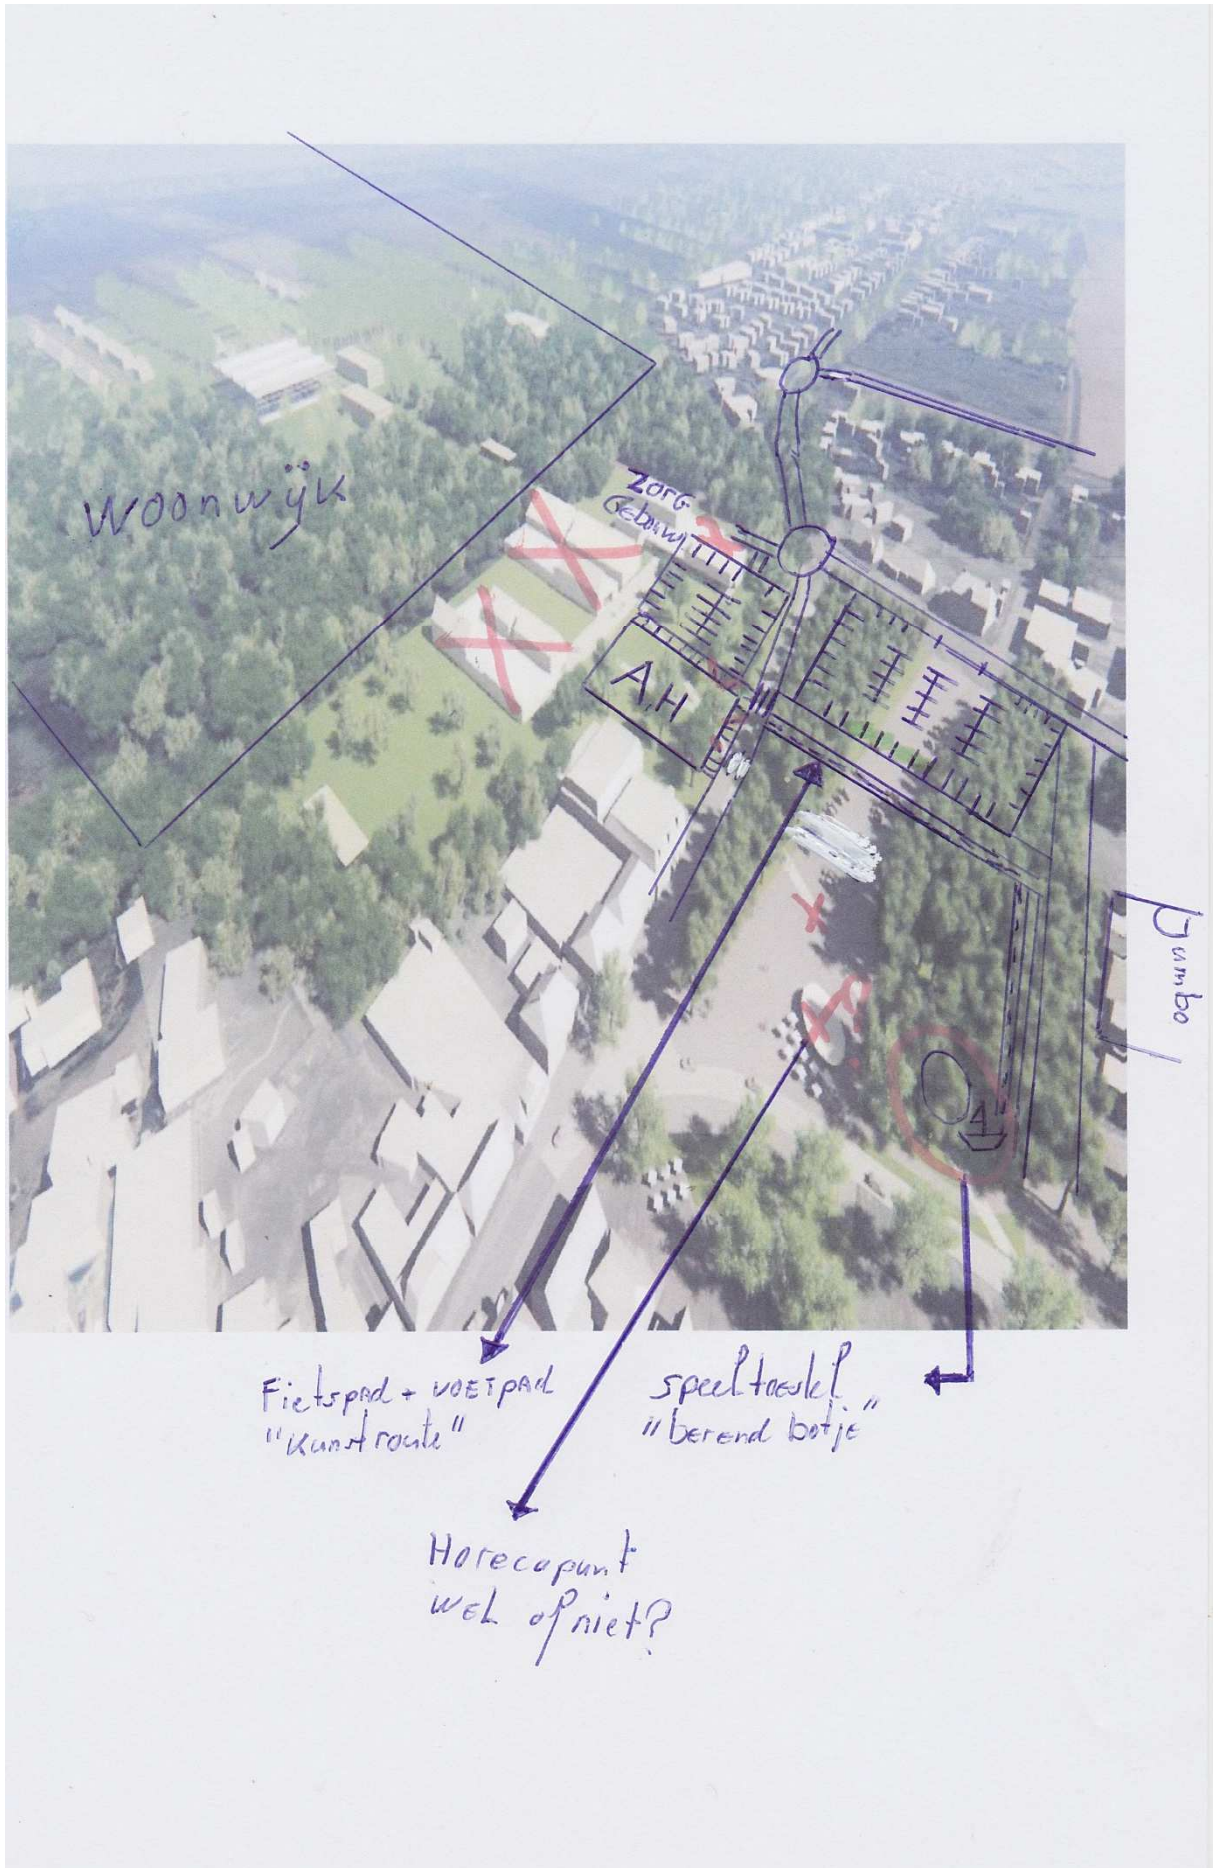 Woonwijk
Zorg
Gebouw
A.H
Jumbo
Fietspad + voetpad
"Kunstroute"
speeltoestel
"berend botje"
Horecapunt
wel of niet?